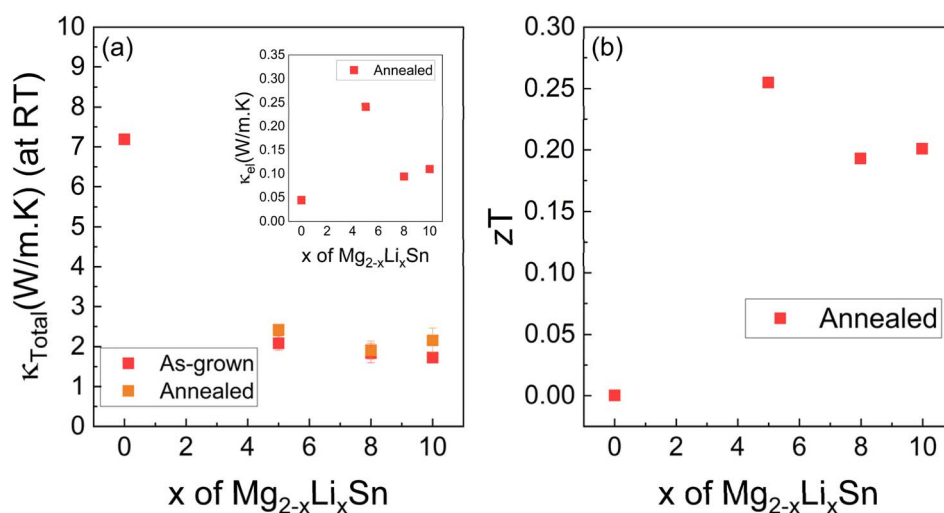 (a)
κTotal(W/m.K) (at RT)
10
9
8
7
6
5
4
3
2
1
0
0 2 4 6 8 10
x of Mg2-xLixSn
As-grown
Annealed
κel(W/m.K)
0.35
0.30
0.25
0.20
0.15
0.10
0.05
0.00
0 2 4 6 8 10
x of Mg2-xLixSn
Annealed
(b)
zT
0.25
0.20
0.15
0.10
0.05
0.00
0 2 4 6 8 10
x of Mg2-xLixSn
Annealed